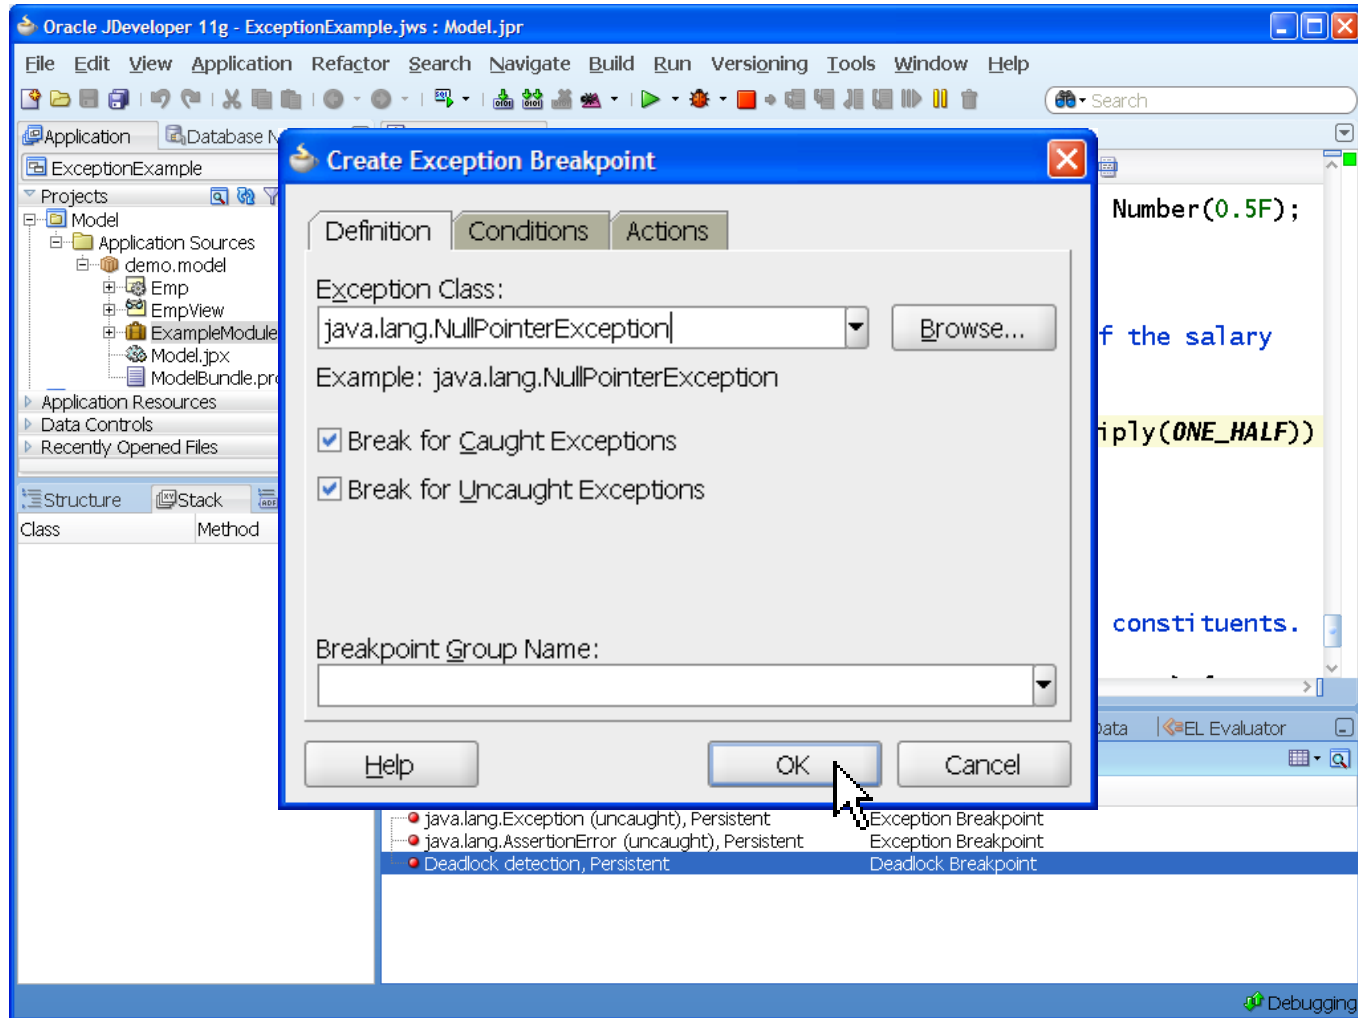 Oracle JDeveloper 11g - ExceptionExample.jws : Model.jpr
File Edit View Application Refactor Search Navigate Build Run Versioning Tools Window Help
Search
Application Database
ExceptionExample
Projects
Model
Application Sources
demo.model
Emp
EmpView
ExampleModule
Model.jpx
ModelBundle.pr
Application Resources
Data Controls
Recently Opened Files
Structure Stack
Class Method
Create Exception Breakpoint
Definition Conditions Actions
Exception Class:
java.lang.NullPointerException Browse...
Example: java.lang.NullPointerException
Break for Caught Exceptions
Break for Uncaught Exceptions
Breakpoint Group Name:
Help OK Cancel
Number(0.5F);
f the salary
iply(ONE_HALF))
constituents.
Data EL Evaluator
java.lang.Exception (uncaught), Persistent Exception Breakpoint
java.lang.AssertionError (uncaught), Persistent Exception Breakpoint
Deadlock detection, Persistent Deadlock Breakpoint
Debugging